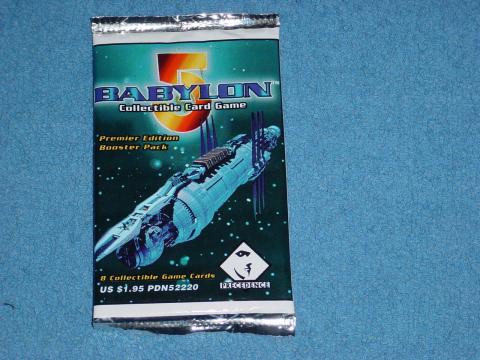 5
BABYLON
Collectible Card Game
Premier Edition
Booster Pack
8 Collectible Game Cards
US $1.95 PDN52220
PRECEDENCE